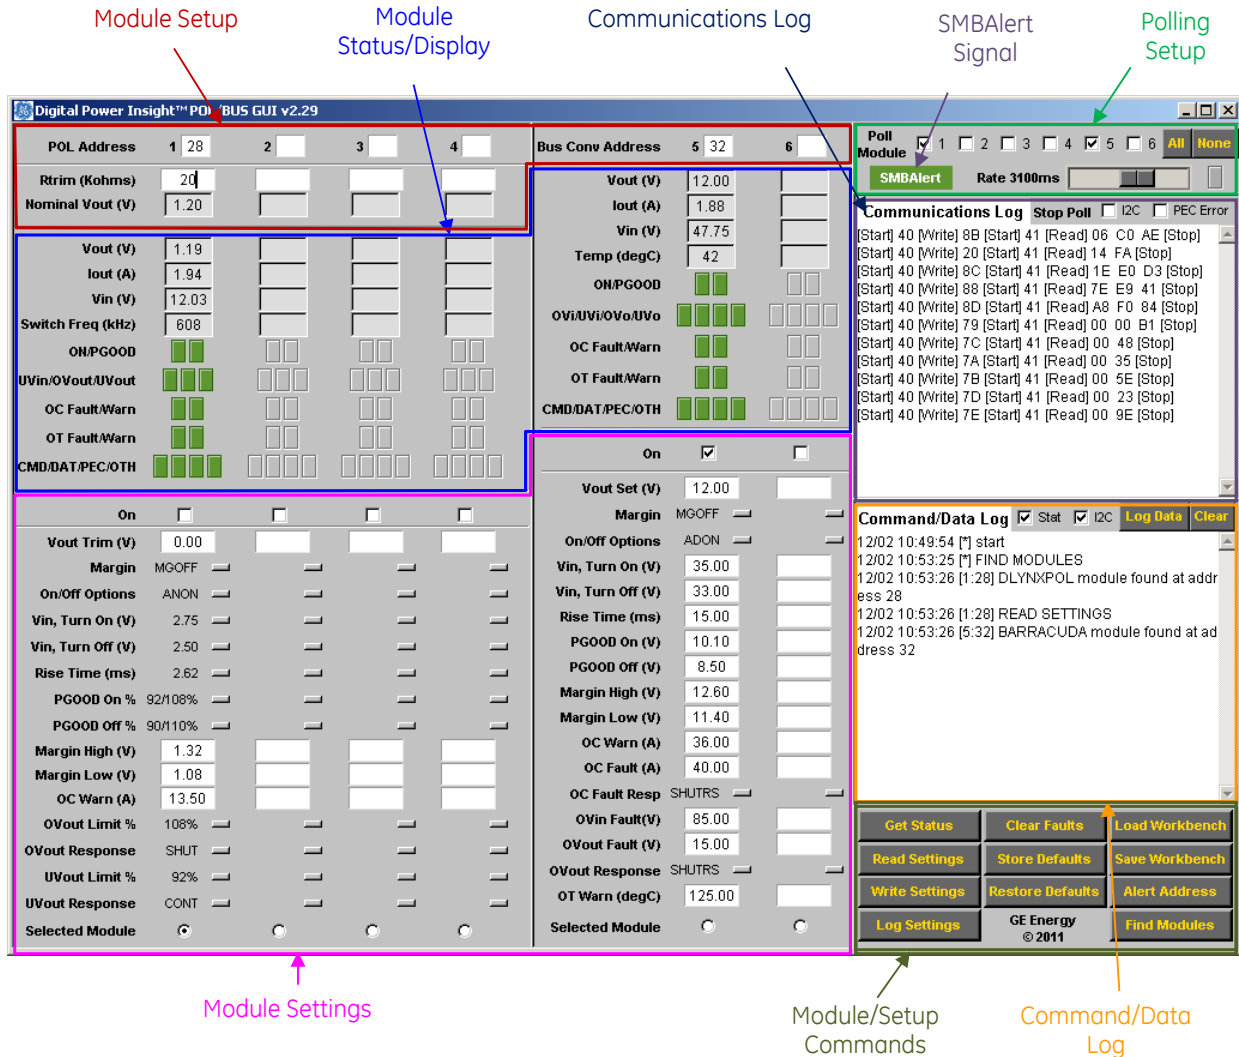 Module Setup
Module
Status/Display
Communications Log
SMBAlert
Signal
Polling
Setup
Digital Power Insight™ POL/BUS GUI v2.29
POL Address 1 28 2 3 4
Rtrim (Kohms) 20
Nominal Vout (V) 1.20
Vout (V) 1.19
Iout (A) 1.94
Vin (V) 12.03
Switch Freq (kHz) 608
ON/PGOOD
UVin/OVout/UVout
OC Fault/Warn
OT Fault/Warn
CMD/DAT/PEC/OTH
On
Vout Trim (V) 0.00
Margin MGOFF
On/Off Options ANON
Vin, Turn On (V) 2.75
Vin, Turn Off (V) 2.50
Rise Time (ms) 2.62
PGOOD On % 92/108%
PGOOD Off % 90/110%
Margin High (V) 1.32
Margin Low (V) 1.08
OC Warn (A) 13.50
OVout Limit % 108%
OVout Response SHUT
UVout Limit % 92%
UVout Response CONT
Selected Module
Bus Conv Address 5 32 6
Vout (V) 12.00
Iout (A) 1.88
Vin (V) 47.75
Temp (degC) 42
ON/PGOOD
OVi/UVi/OVo/UVo
OC Fault/Warn
OT Fault/Warn
CMD/DAT/PEC/OTH
On
Vout Set (V) 12.00
Margin MGOFF
On/Off Options ADON
Vin, Turn On (V) 35.00
Vin, Turn Off (V) 33.00
Rise Time (ms) 15.00
PGOOD On (V) 10.10
PGOOD Off (V) 8.50
Margin High (V) 12.60
Margin Low (V) 11.40
OC Warn (A) 36.00
OC Fault (A) 40.00
OC Fault Resp SHUTRS
OVin Fault(V) 85.00
OVout Fault (V) 15.00
OVout Response SHUTRS
OT Warn (degC) 125.00
Selected Module
Poll
Module 1 2 3 4 5 6 All None
SMBAlert Rate 3100ms
Communications Log Stop Poll I2C PEC Error
[Start] 40 [Write] 8B [Start] 41 [Read] 06 C0 AE [Stop]
[Start] 40 [Write] 20 [Start] 41 [Read] 14 FA [Stop]
[Start] 40 [Write] 8C [Start] 41 [Read] 1E E0 D3 [Stop]
[Start] 40 [Write] 88 [Start] 41 [Read] 7E E9 41 [Stop]
[Start] 40 [Write] 8D [Start] 41 [Read] A8 F0 84 [Stop]
[Start] 40 [Write] 79 [Start] 41 [Read] 00 00 B1 [Stop]
[Start] 40 [Write] 7C [Start] 41 [Read] 00 48 [Stop]
[Start] 40 [Write] 7A [Start] 41 [Read] 00 35 [Stop]
[Start] 40 [Write] 7B [Start] 41 [Read] 00 5E [Stop]
[Start] 40 [Write] 7D [Start] 41 [Read] 00 23 [Stop]
[Start] 40 [Write] 7E [Start] 41 [Read] 00 9E [Stop]
Command/Data Log Stat I2C Log Data Clear
12/02 10:49:54 [*] start
12/02 10:53:25 [*] FIND MODULES
12/02 10:53:26 [1:28] DLYNXPOL module found at addr
ess 28
12/02 10:53:26 [1:28] READ SETTINGS
12/02 10:53:26 [5:32] BARRACUDA module found at ad
dress 32
Get Status Clear Faults Load Workbench
Read Settings Store Defaults Save Workbench
Write Settings Restore Defaults Alert Address
Log Settings GE Energy Find Modules
© 2011
Module Settings
Module/Setup
Commands
Command/Data
Log